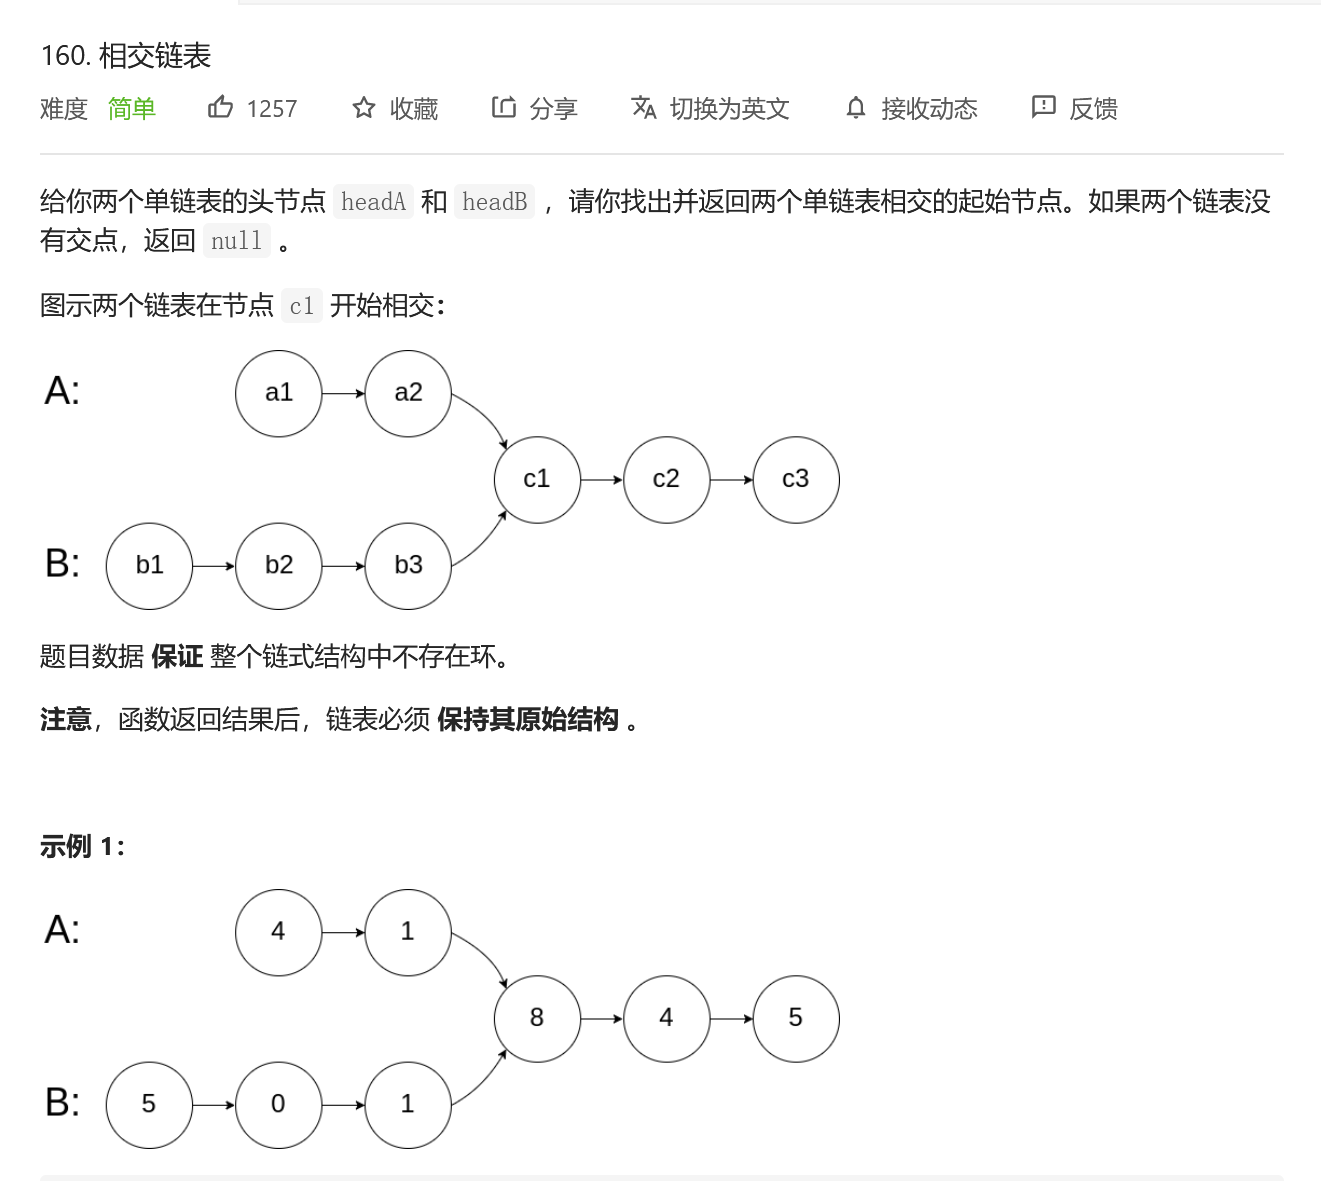 160. 相交链表
难度 简单 1257 收藏 分享 切换为英文 接收动态 反馈
给你两个单链表的头节点 headA 和 headB ，请你找出并返回两个单链表相交的起始节点。如果两个链表没
有交点，返回 null 。
图示两个链表在节点 c1 开始相交：
A: a1 a2
c1 c2 c3
B: b1 b2 b3
题目数据 保证 整个链式结构中不存在环。
注意，函数返回结果后，链表必须 保持其原始结构 。
示例 1：
A: 4 1
8 4 5
B: 5 0 1